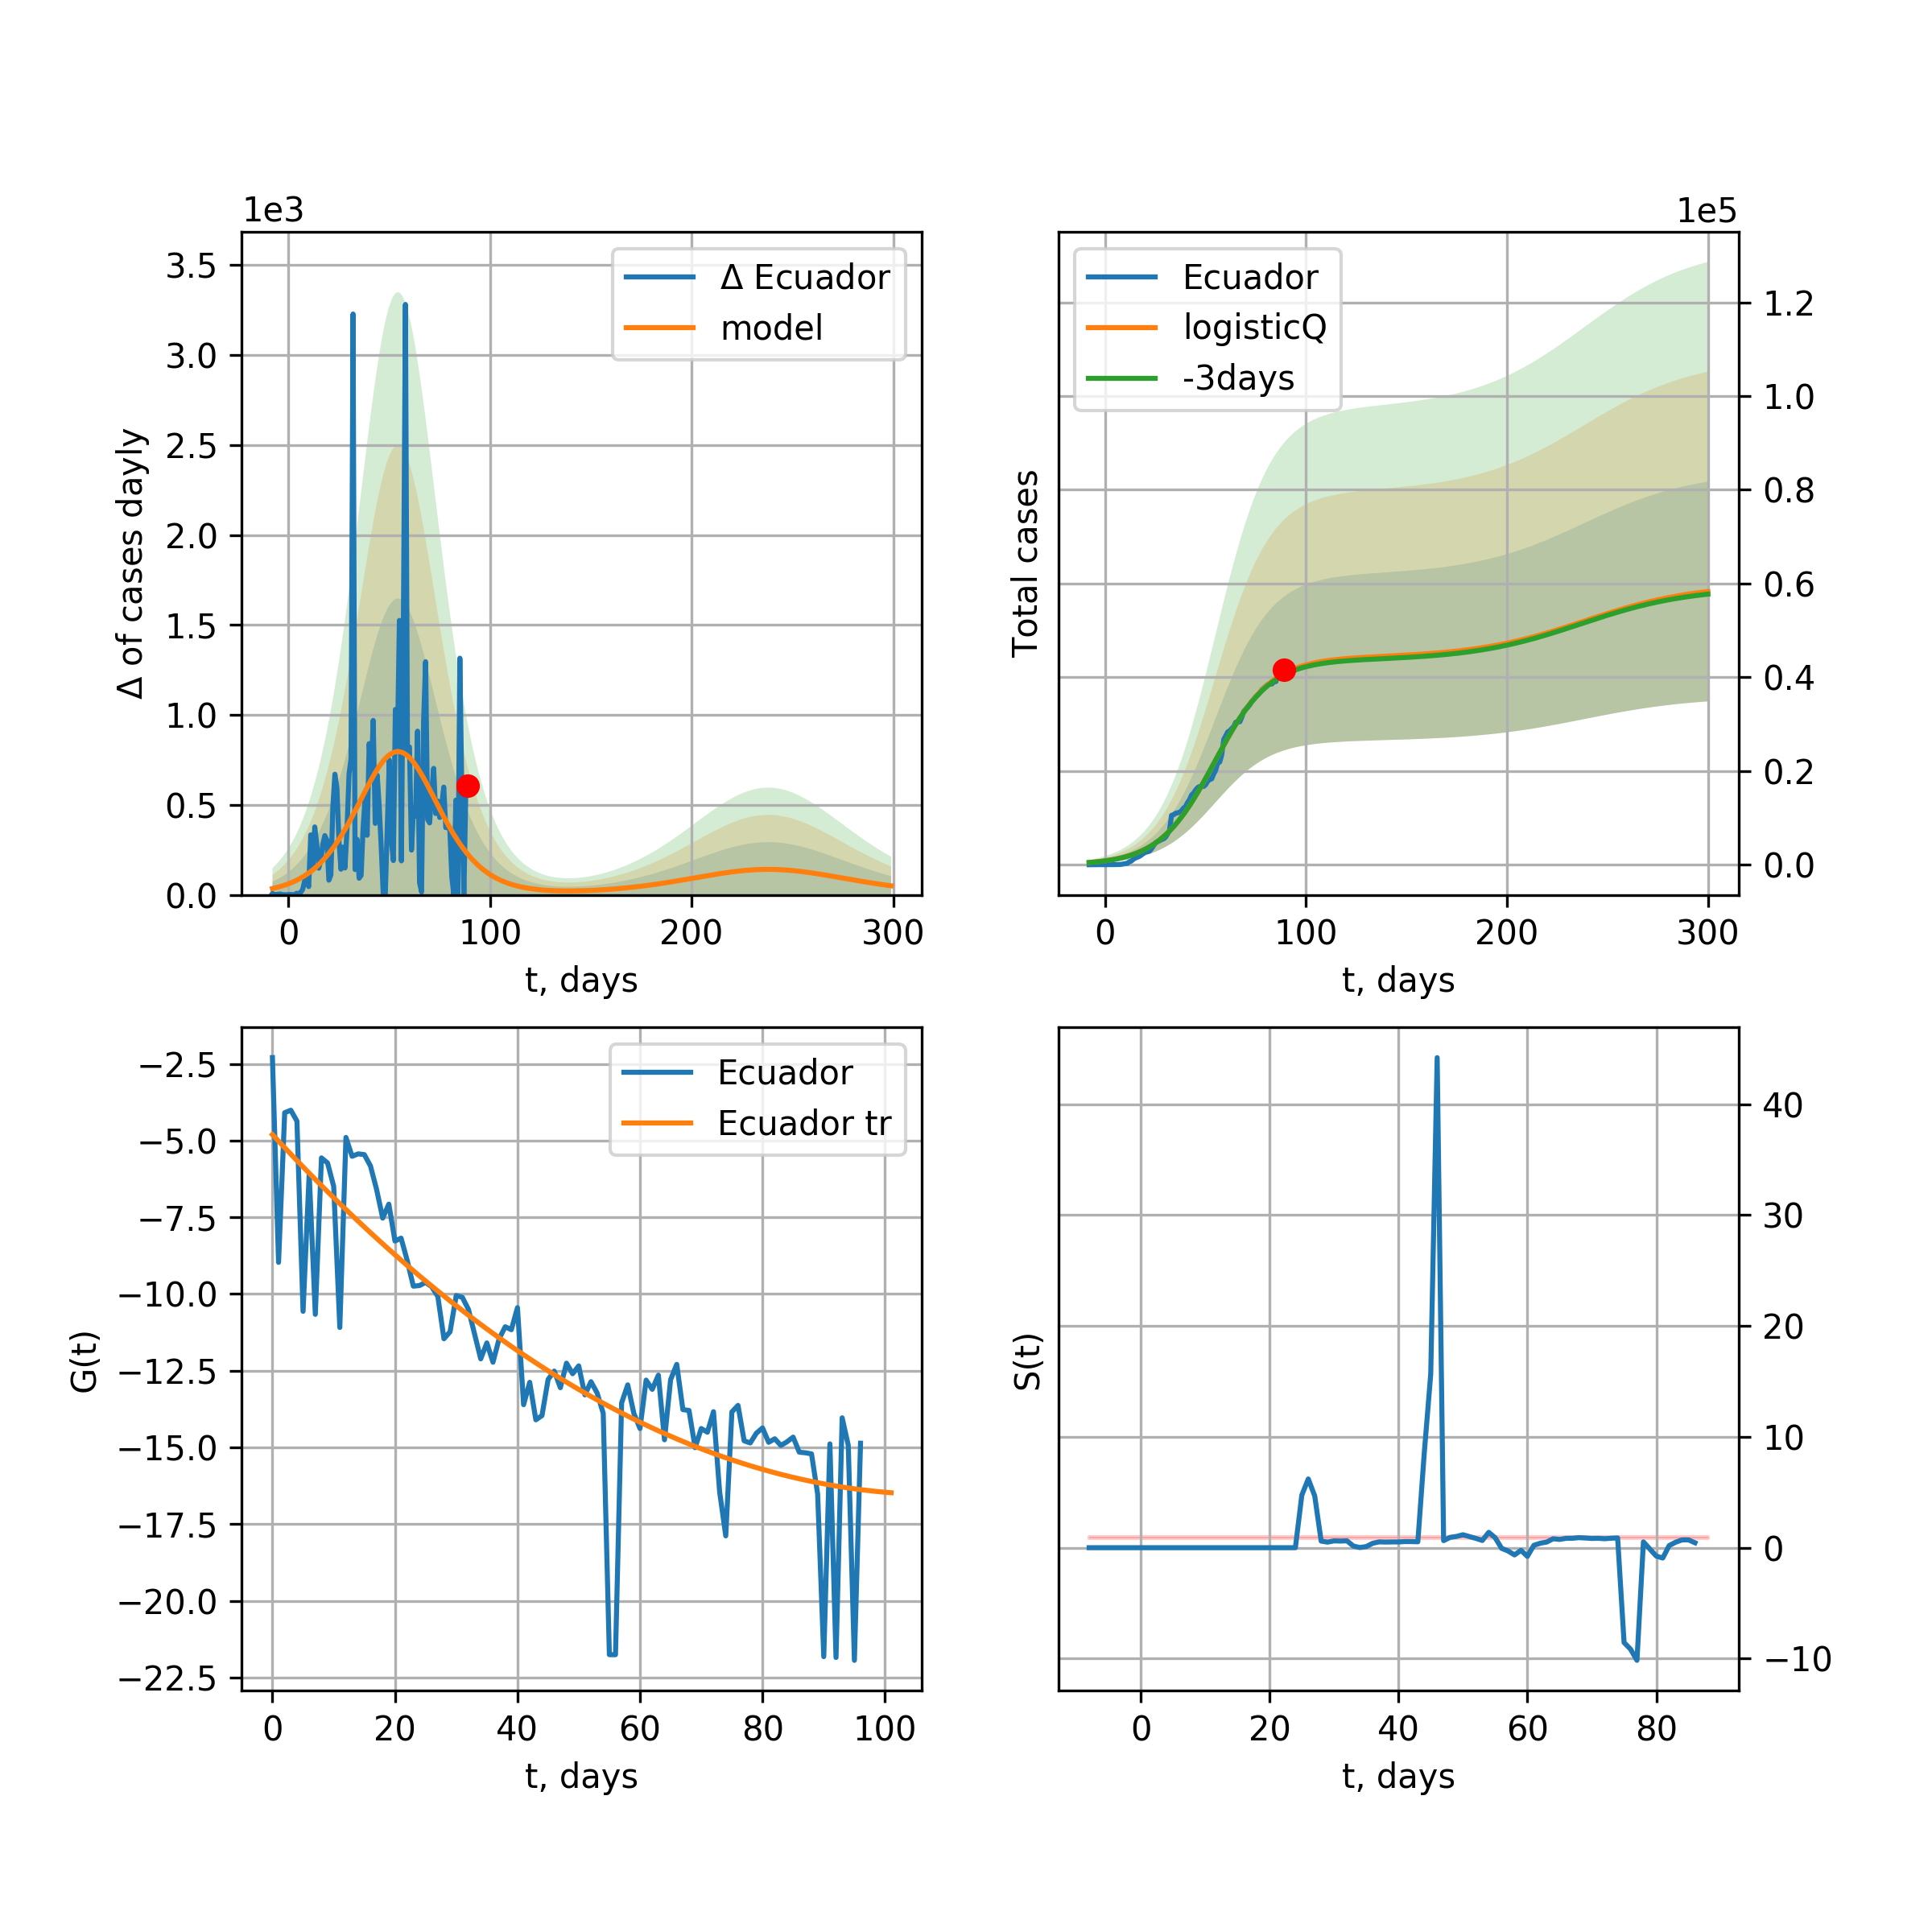 1e3
3.5
3.0
2.5
2.0
1.5
1.0
0.5
0.0
Δ of cases dayly
Δ Ecuador
model
0 100 200 300
t, days
1e5
1.2
1.0
0.8
0.6
0.4
0.2
0.0
Total cases
Ecuador
logisticQ
-3days
0 100 200 300
t, days
−2.5
−5.0
−7.5
−10.0
−12.5
−15.0
−17.5
−20.0
−22.5
G(t)
Ecuador
Ecuador tr
0 20 40 60 80 100
t, days
40
30
20
10
0
−10
S(t)
0 20 40 60 80
t, days